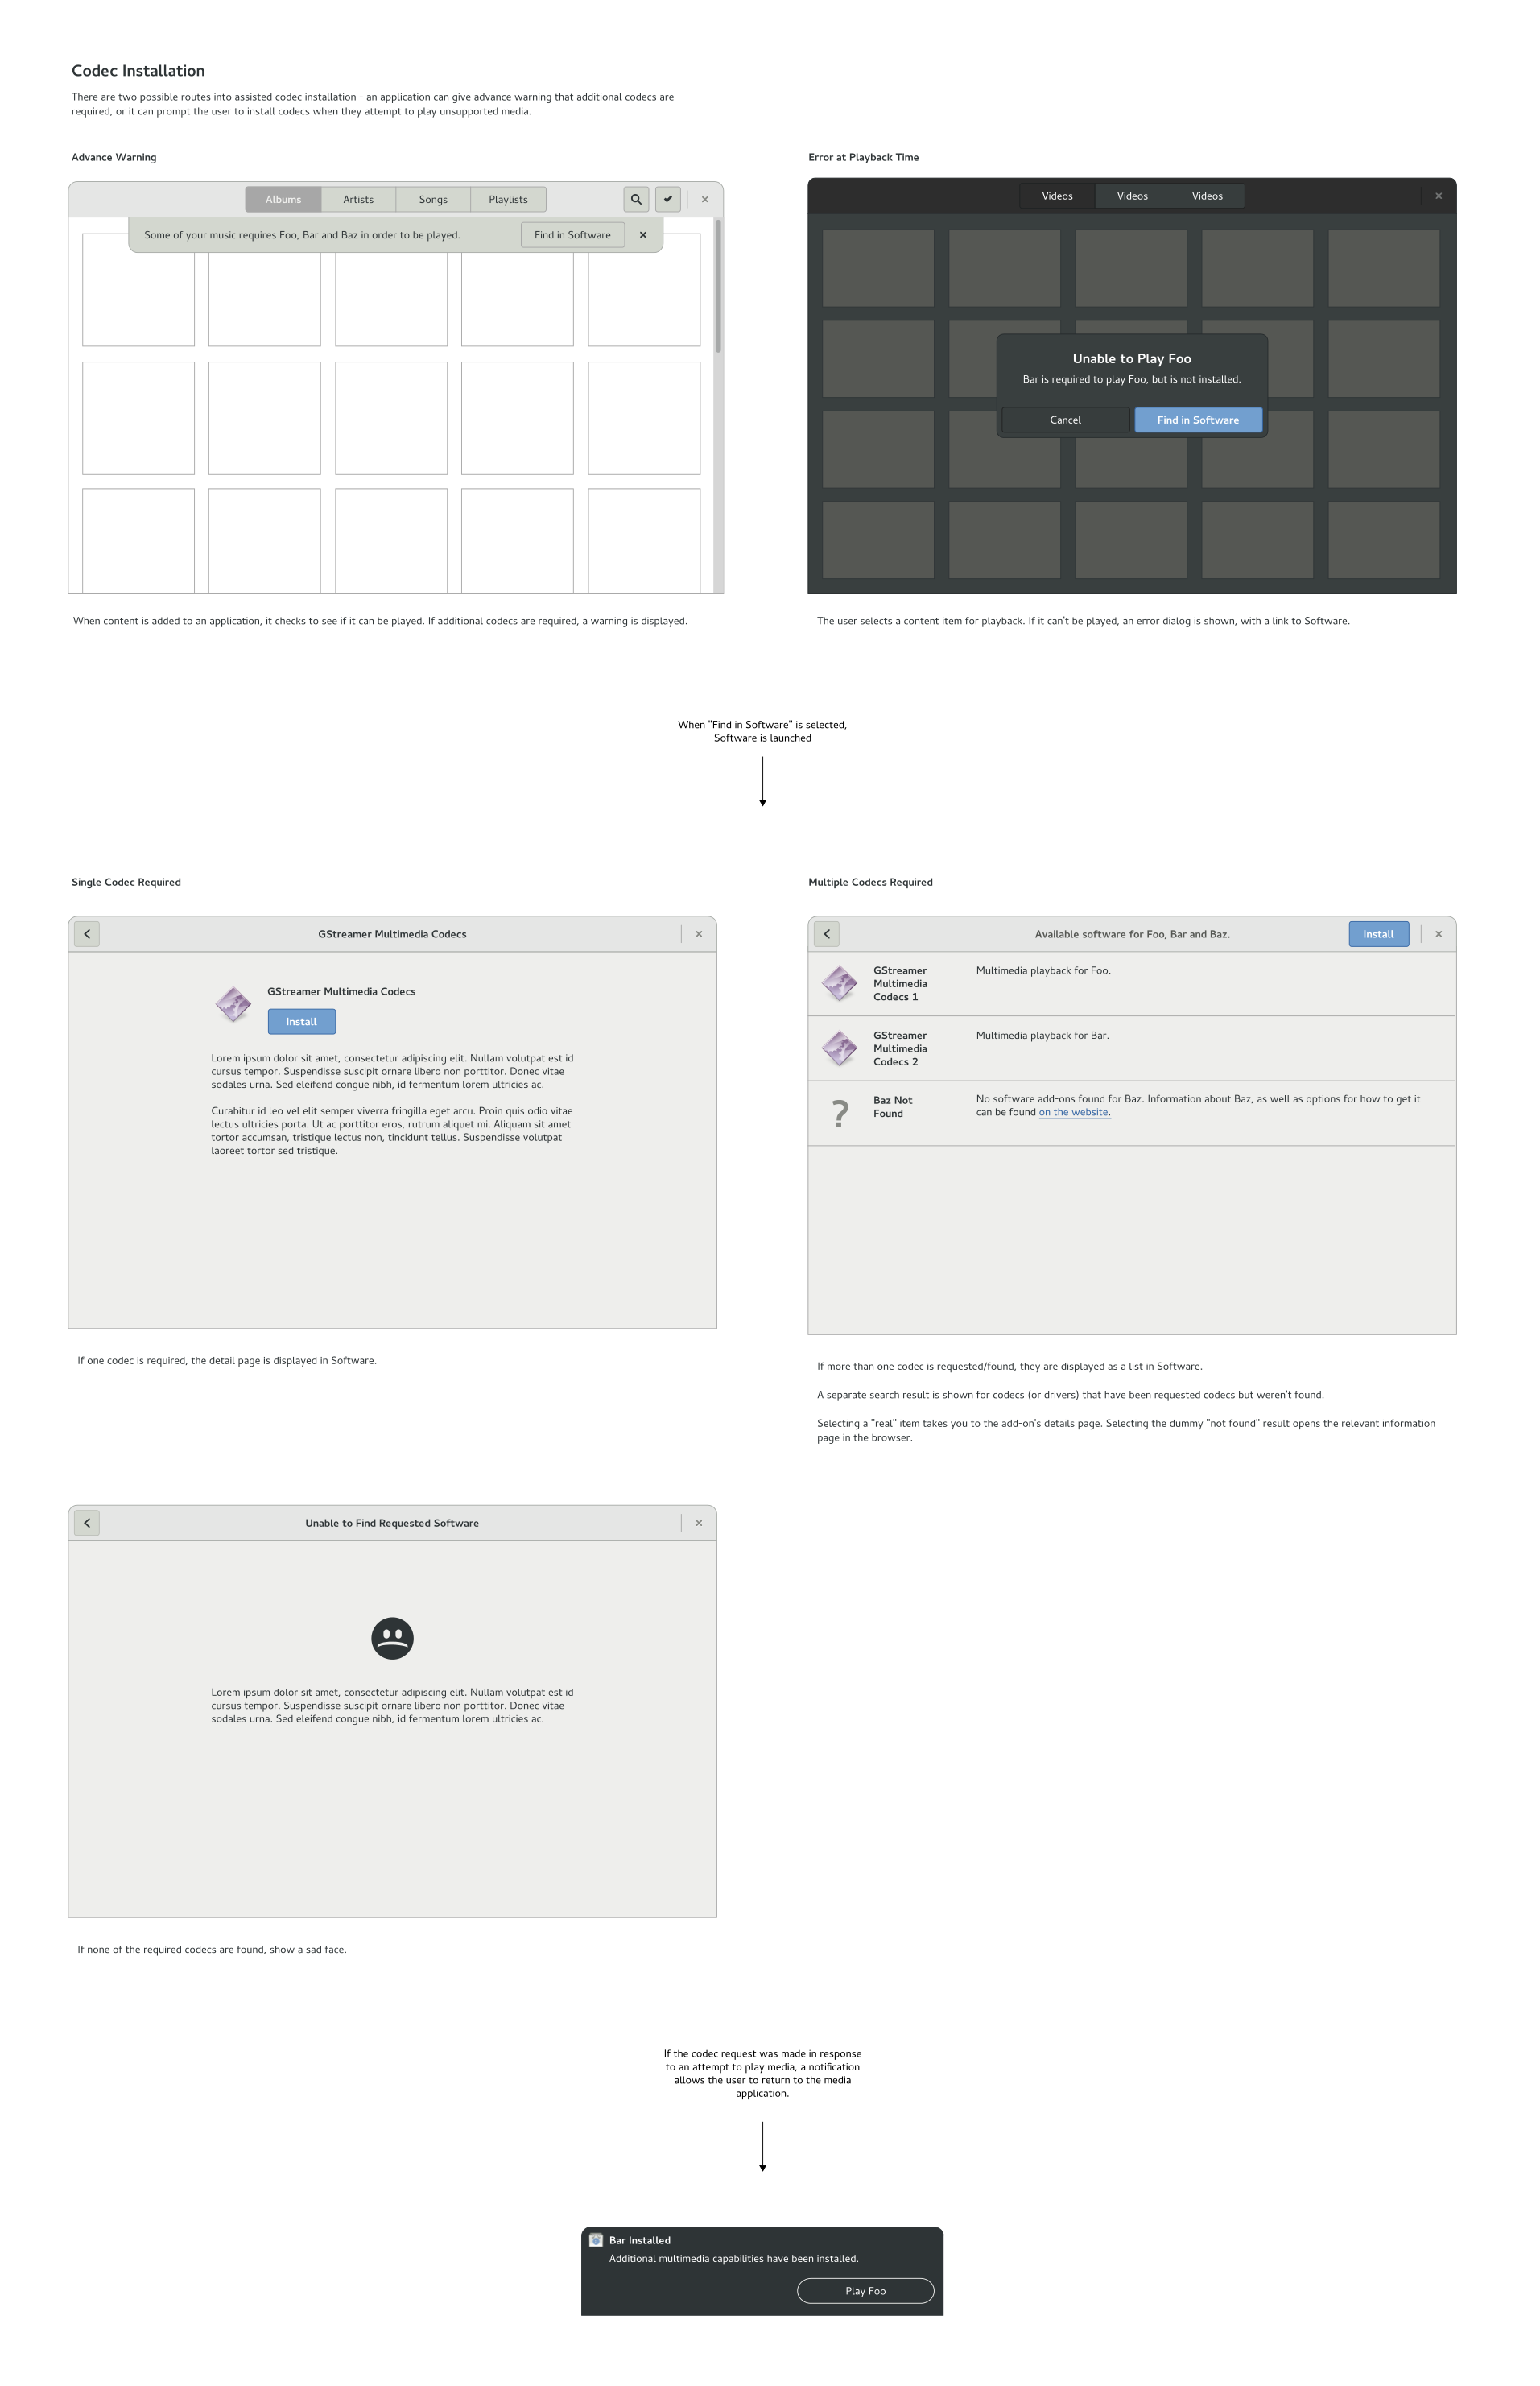 Codec Installation
There are two possible routes into assisted codec installation - an application can give advance warning that additional codecs are
required, or it can prompt the user to install codecs when they attempt to play unsupported media.
Advance Warning
Albums Artists Songs Playlists
Some of your music requires Foo, Bar and Baz in order to be played. Find in Software
When content is added to an application, it checks to see if it can be played. If additional codecs are required, a warning is displayed.
Error at Playback Time
Videos Videos Videos
Unable to Play Foo
Bar is required to play Foo, but is not installed.
Cancel Find in Software
The user selects a content item for playback. If it can't be played, an error dialog is shown, with a link to Software.
When "Find in Software" is selected,
Software is launched
Single Codec Required
GStreamer Multimedia Codecs
GStreamer Multimedia Codecs
Install
Lorem ipsum dolor sit amet, consectetur adipiscing elit. Nullam volutpat est id
cursus tempor. Suspendisse suscipit ornare libero non porttitor. Donec vitae
sodales urna. Sed eleifend congue nibh, id fermentum lorem ultricies ac.
Curabitur id leo vel elit semper viverra fringilla eget arcu. Proin quis odio vitae
lectus ultricies porta. Ut ac porttitor eros, rutrum aliquet mi. Aliquam sit amet
tortor accumsan, tristique lectus non, tincidunt tellus. Suspendisse volutpat
laoreet tortor sed tristique.
If one codec is required, the detail page is displayed in Software.
Multiple Codecs Required
Available software for Foo, Bar and Baz. Install
GStreamer
Multimedia
Codecs 1
Multimedia playback for Foo.
GStreamer
Multimedia
Codecs 2
Multimedia playback for Bar.
?
Baz Not
Found
No software add-ons found for Baz. Information about Baz, as well as options for how to get it
can be found on the website.
If more than one codec is requested/found, they are displayed as a list in Software.
A separate search result is shown for codecs (or drivers) that have been requested codecs but weren't found.
Selecting a "real" item takes you to the add-on's details page. Selecting the dummy "not found" result opens the relevant information
page in the browser.
Unable to Find Requested Software
Lorem ipsum dolor sit amet, consectetur adipiscing elit. Nullam volutpat est id
cursus tempor. Suspendisse suscipit ornare libero non porttitor. Donec vitae
sodales urna. Sed eleifend congue nibh, id fermentum lorem ultricies ac.
If none of the required codecs are found, show a sad face.
If the codec request was made in response
to an attempt to play media, a notification
allows the user to return to the media
application.
Bar Installed
Additional multimedia capabilities have been installed.
Play Foo